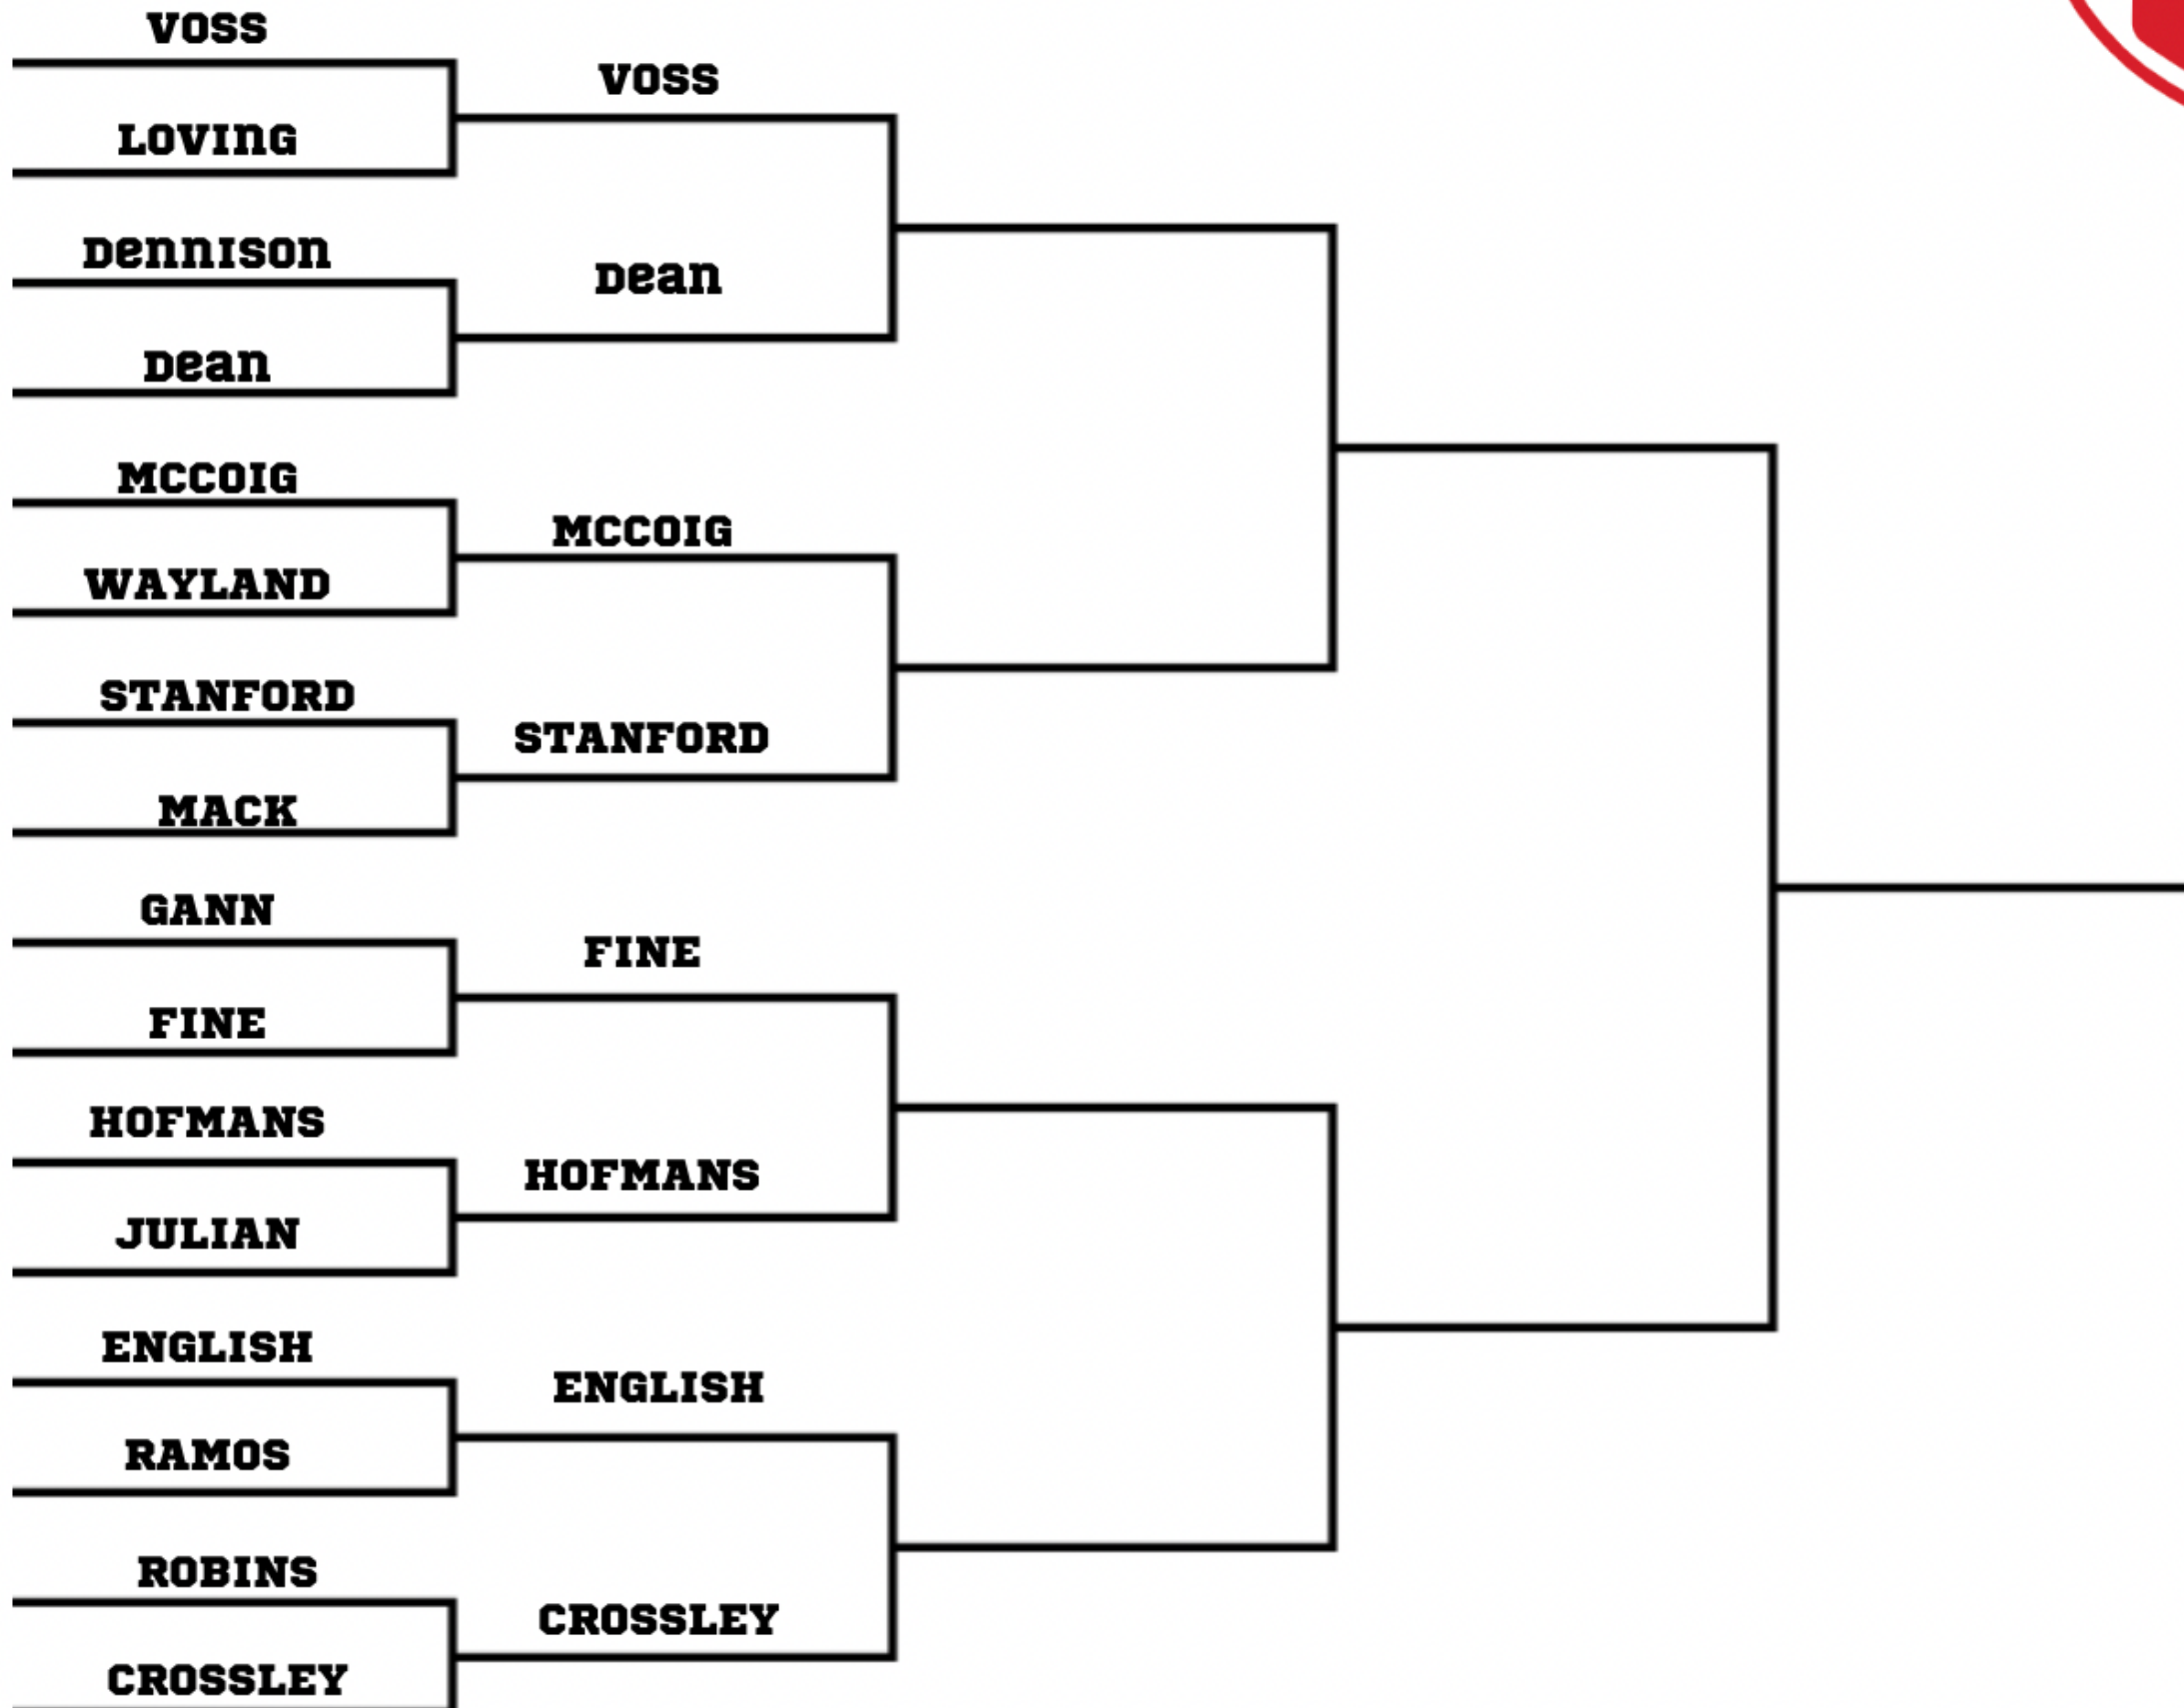 VOSS
LOVING
Dennison
Dean
MCCOIG
WAYLAND
STANFORD
MACK
GANN
FINE
HOFMANS
JULIAN
ENGLISH
RAMOS
ROBINS
CROSSLEY
VOSS
Dean
MCCOIG
STANFORD
FINE
HOFMANS
ENGLISH
CROSSLEY